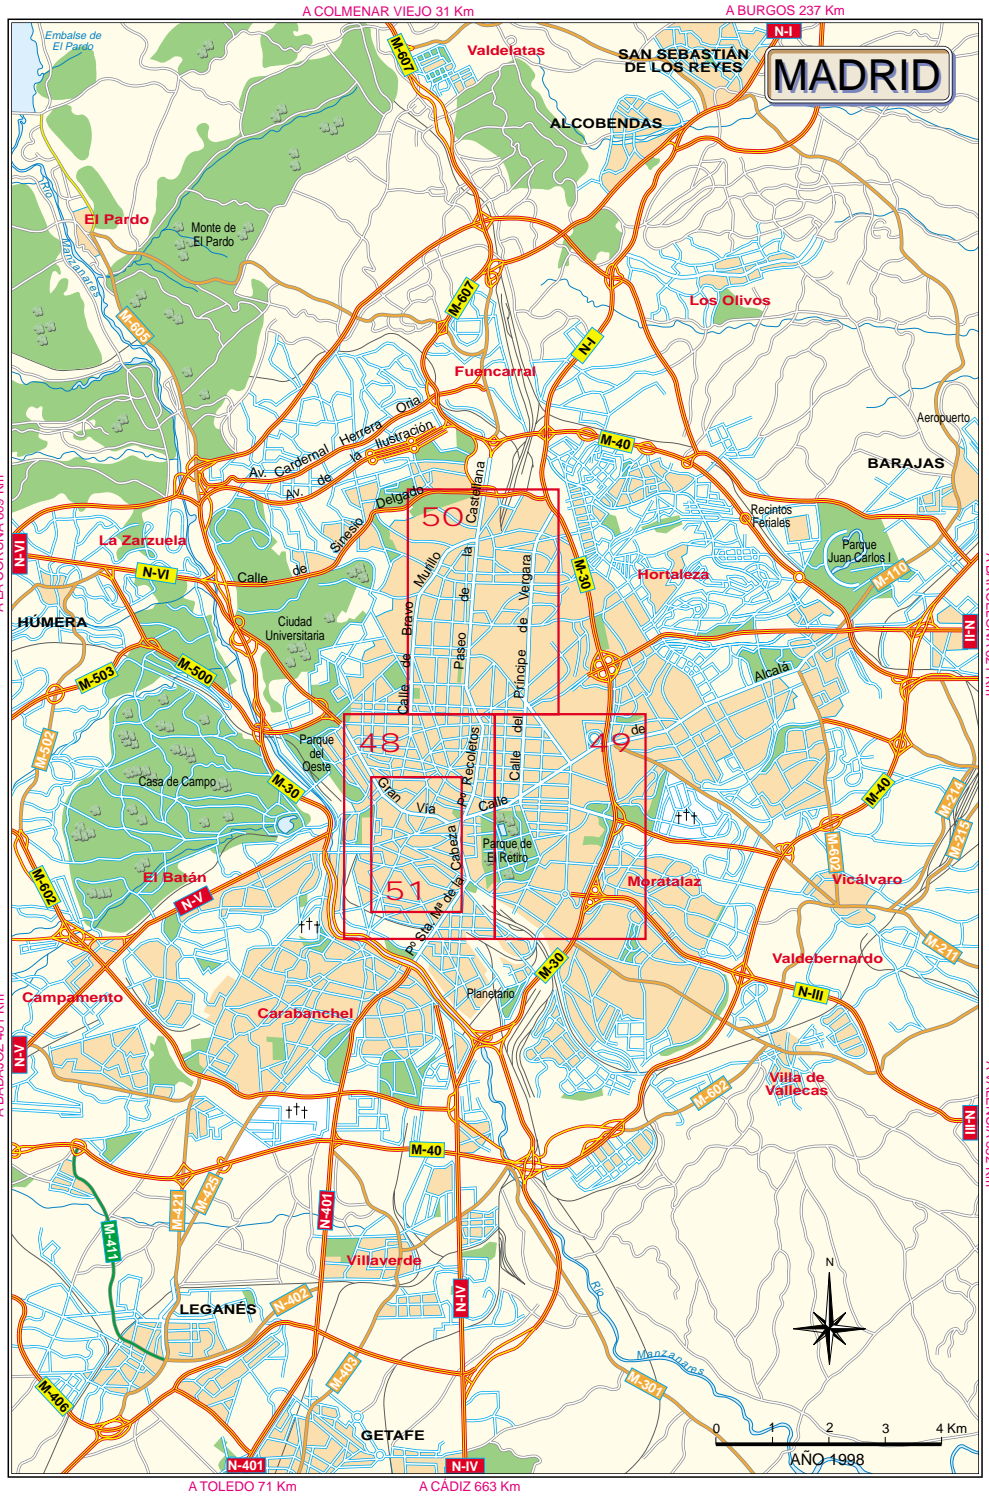 A COLMENAR VIEJO 31 Km
A BURGOS 237 Km
N-I
Embalse de
El Pardo
M-607
Valdelatas
SAN SEBASTIÁN
DE LOS REYES
MADRID
ALCOBENDAS
Río
Manzanares
El Pardo
Monte de
El Pardo
M-605
M-607
Los Olivos
N-I
Fuencarral
Av. Cardemal Herrera Oria
Av. de la Ilustración
M-40
Aeropuerto
BARAJAS
Sinesio Delgado
50
Castellana
Recintos
Feriales
Parque
Juan Carlos I
La Zarzuela
N-VI
N-VI
Calle de
Murillo
Paseo de la
Calle del Príncipe de Vergara
M-30
Hortaleza
M-110
HÚMERA
Ciudad
Universitaria
Calle de Bravo
N-II
M-503
M-500
Alcalá
de
M-502
Parque
del
Oeste
48
49
Pº Recoletos
Casa de Campo
M-30
Gran Vía
Calle
M-40
M-214
M-215
M-602
El Batán
N-V
51
Pº Sta. Mª de la Cabeza
Parque de
El Retiro
Moratalaz
Vicálvaro
M-211
Valdebernardo
M-30
N-III
Campamento
Carabanchel
Planetario
N-V
Villa de
Vallecas
M-602
N-III
M-40
M-421
M-425
N-401
M-411
Villaverde
N-IV
N
LEGANÉS
N-402
Río
Manzanares
M-403
M-301
M-406
GETAFE
0 1 2 3 4 Km
AÑO 1998
N-401
N-IV
A TOLEDO 71 Km
A CÁDIZ 663 Km